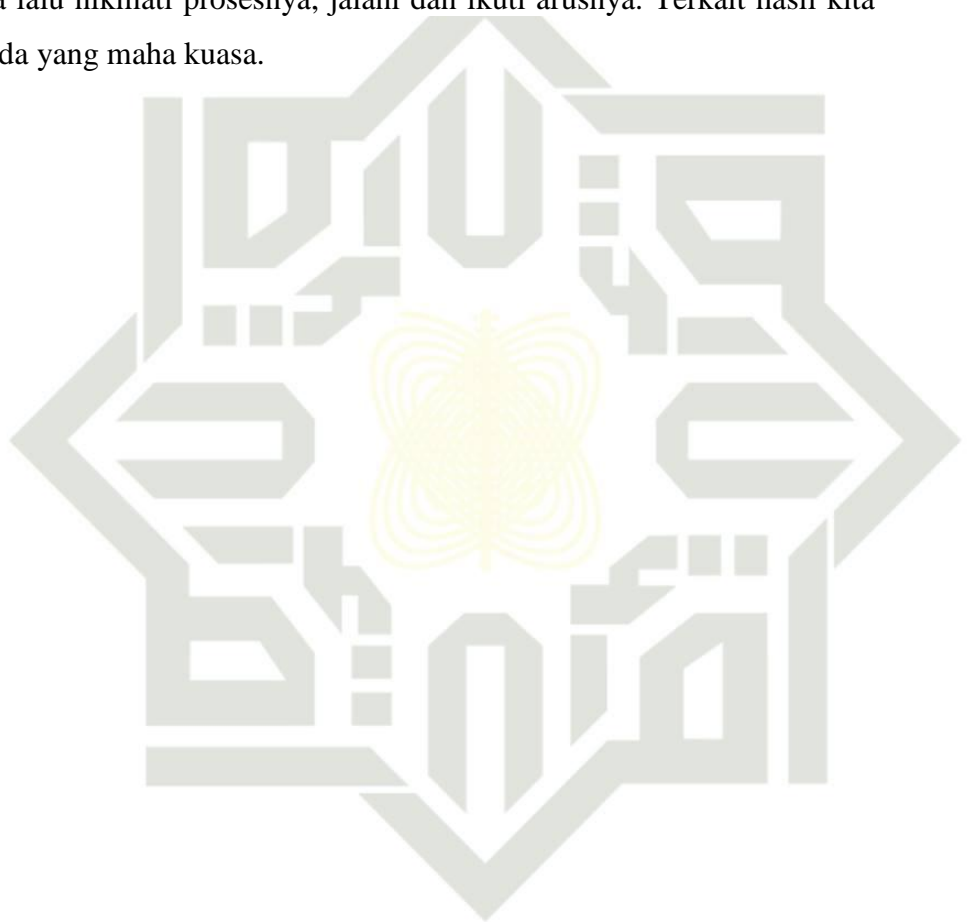 lalu nikmati prosesnya, jalani dan ikuti arusnya. Terkait hasil kita
da yang maha kuasa.